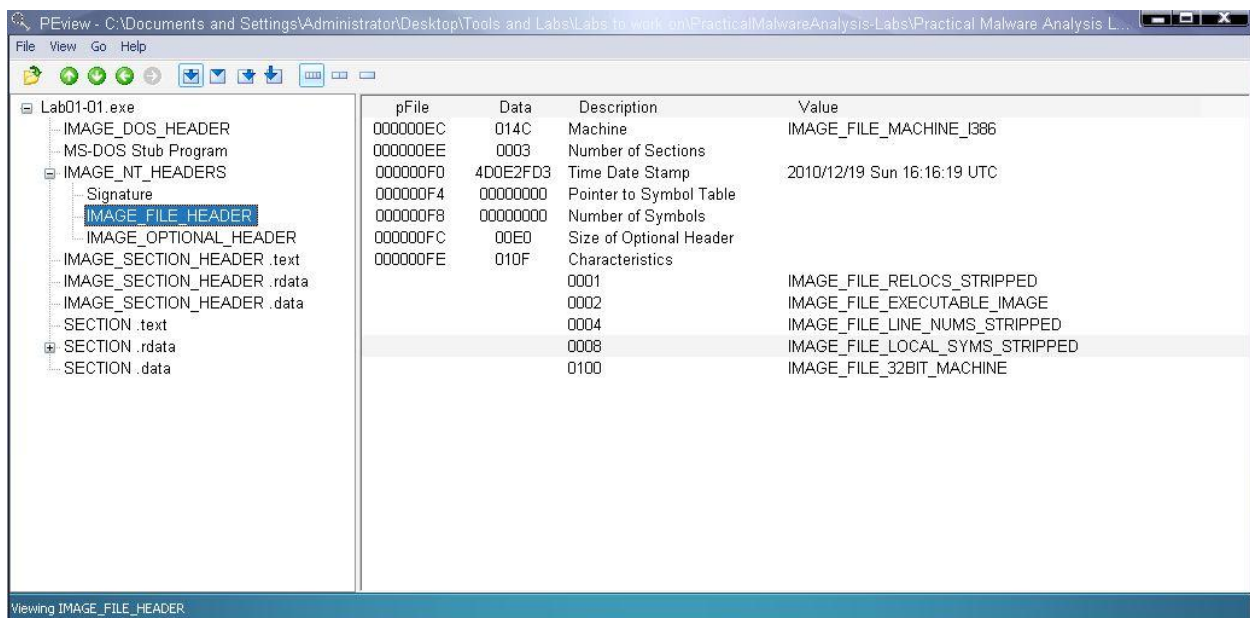 PEview - C:\Documents and Settings\Administrator\Desktop\Tools and Labs\Labs to work on\PracticalMalwareAnalysis-Labs\Practical Malware Analysis L...
File View Go Help
Lab01-01.exe
IMAGE_DOS_HEADER
MS-DOS Stub Program
IMAGE_NT_HEADERS
Signature
IMAGE_FILE_HEADER
IMAGE_OPTIONAL_HEADER
IMAGE_SECTION_HEADER .text
IMAGE_SECTION_HEADER .rdata
IMAGE_SECTION_HEADER .data
SECTION .text
SECTION .rdata
SECTION .data
pFile Data Description Value
000000EC 014C Machine IMAGE_FILE_MACHINE_I386
000000EE 0003 Number of Sections
000000F0 4D0E2FD3 Time Date Stamp 2010/12/19 Sun 16:16:19 UTC
000000F4 00000000 Pointer to Symbol Table
000000F8 00000000 Number of Symbols
000000FC 00E0 Size of Optional Header
000000FE 010F Characteristics
0001 IMAGE_FILE_RELOCS_STRIPPED
0002 IMAGE_FILE_EXECUTABLE_IMAGE
0004 IMAGE_FILE_LINE_NUMS_STRIPPED
0008 IMAGE_FILE_LOCAL_SYMS_STRIPPED
0100 IMAGE_FILE_32BIT_MACHINE
Viewing IMAGE_FILE_HEADER